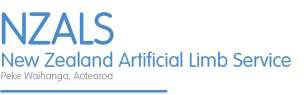 NZALS
New Zealand Artificial Limb Service
Peke Waihanga, Aotearoa